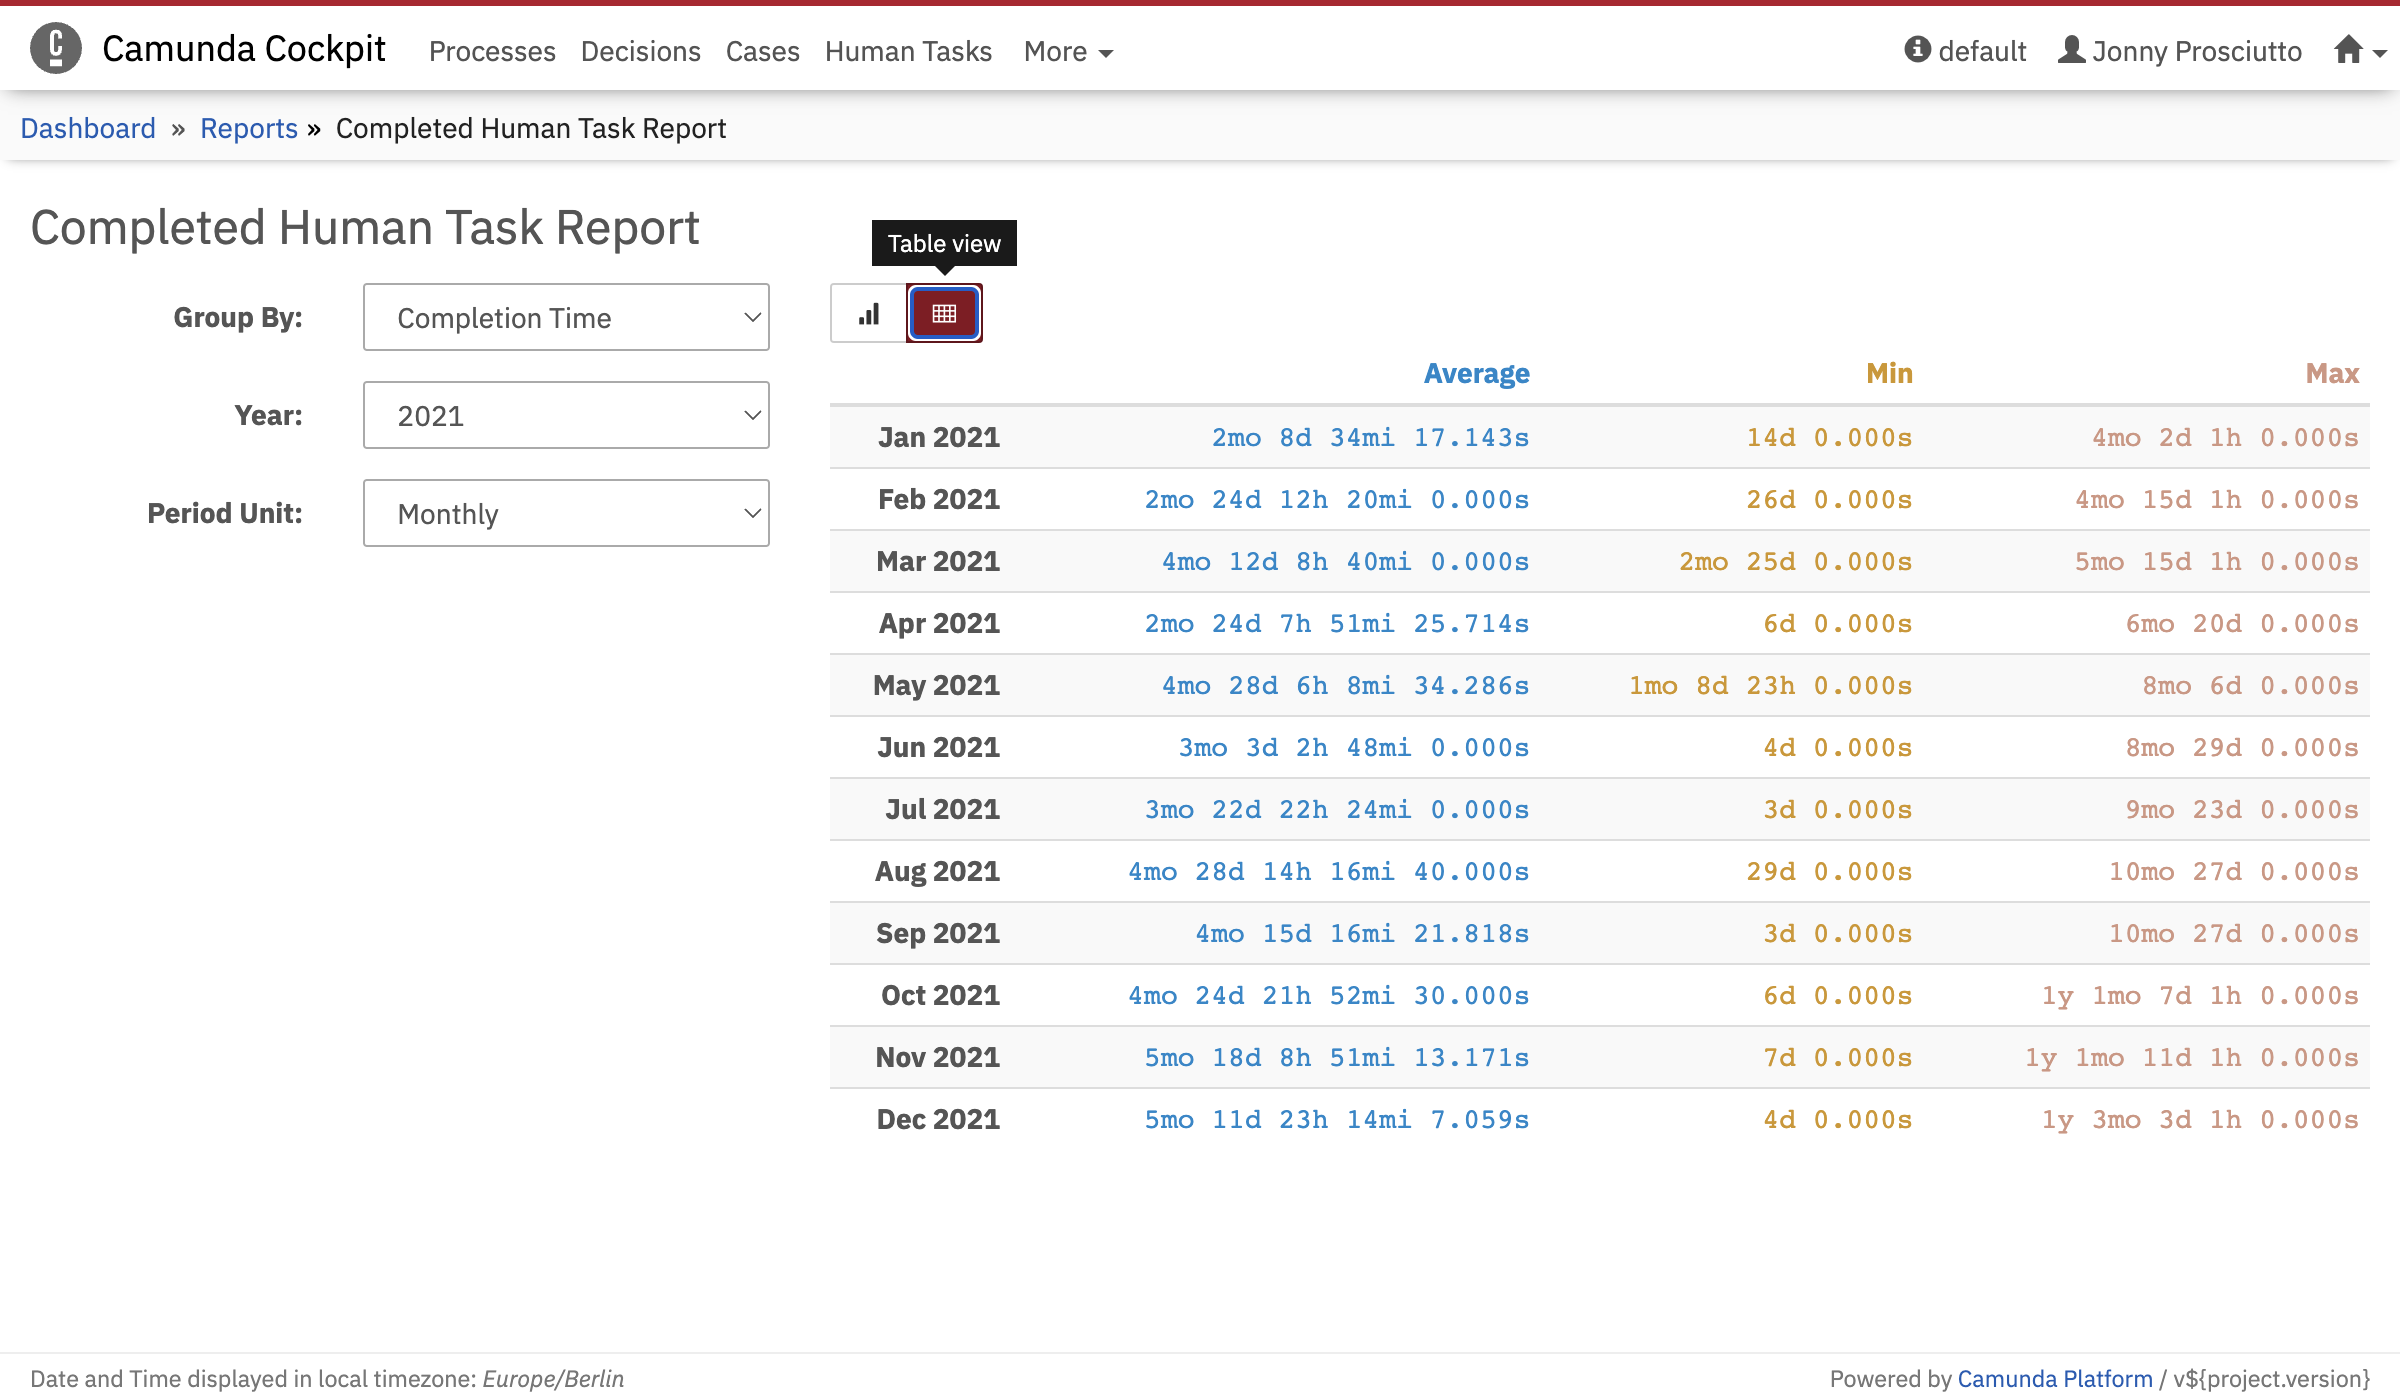 Camunda Cockpit Processes Decisions Cases Human Tasks More default Jonny Prosciutto
Dashboard » Reports » Completed Human Task Report
Completed Human Task Report
Table view
Group By: Completion Time
Year: 2021
Period Unit: Monthly
Average Min Max
Jan 2021 2mo 8d 34mi 17.143s 14d 0.000s 4mo 2d 1h 0.000s
Feb 2021 2mo 24d 12h 20mi 0.000s 26d 0.000s 4mo 15d 1h 0.000s
Mar 2021 4mo 12d 8h 40mi 0.000s 2mo 25d 0.000s 5mo 15d 1h 0.000s
Apr 2021 2mo 24d 7h 51mi 25.714s 6d 0.000s 6mo 20d 0.000s
May 2021 4mo 28d 6h 8mi 34.286s 1mo 8d 23h 0.000s 8mo 6d 0.000s
Jun 2021 3mo 3d 2h 48mi 0.000s 4d 0.000s 8mo 29d 0.000s
Jul 2021 3mo 22d 22h 24mi 0.000s 3d 0.000s 9mo 23d 0.000s
Aug 2021 4mo 28d 14h 16mi 40.000s 29d 0.000s 10mo 27d 0.000s
Sep 2021 4mo 15d 16mi 21.818s 3d 0.000s 10mo 27d 0.000s
Oct 2021 4mo 24d 21h 52mi 30.000s 6d 0.000s 1y 1mo 7d 1h 0.000s
Nov 2021 5mo 18d 8h 51mi 13.171s 7d 0.000s 1y 1mo 11d 1h 0.000s
Dec 2021 5mo 11d 23h 14mi 7.059s 4d 0.000s 1y 3mo 3d 1h 0.000s
Date and Time displayed in local timezone: Europe/Berlin
Powered by Camunda Platform / v${project.version}